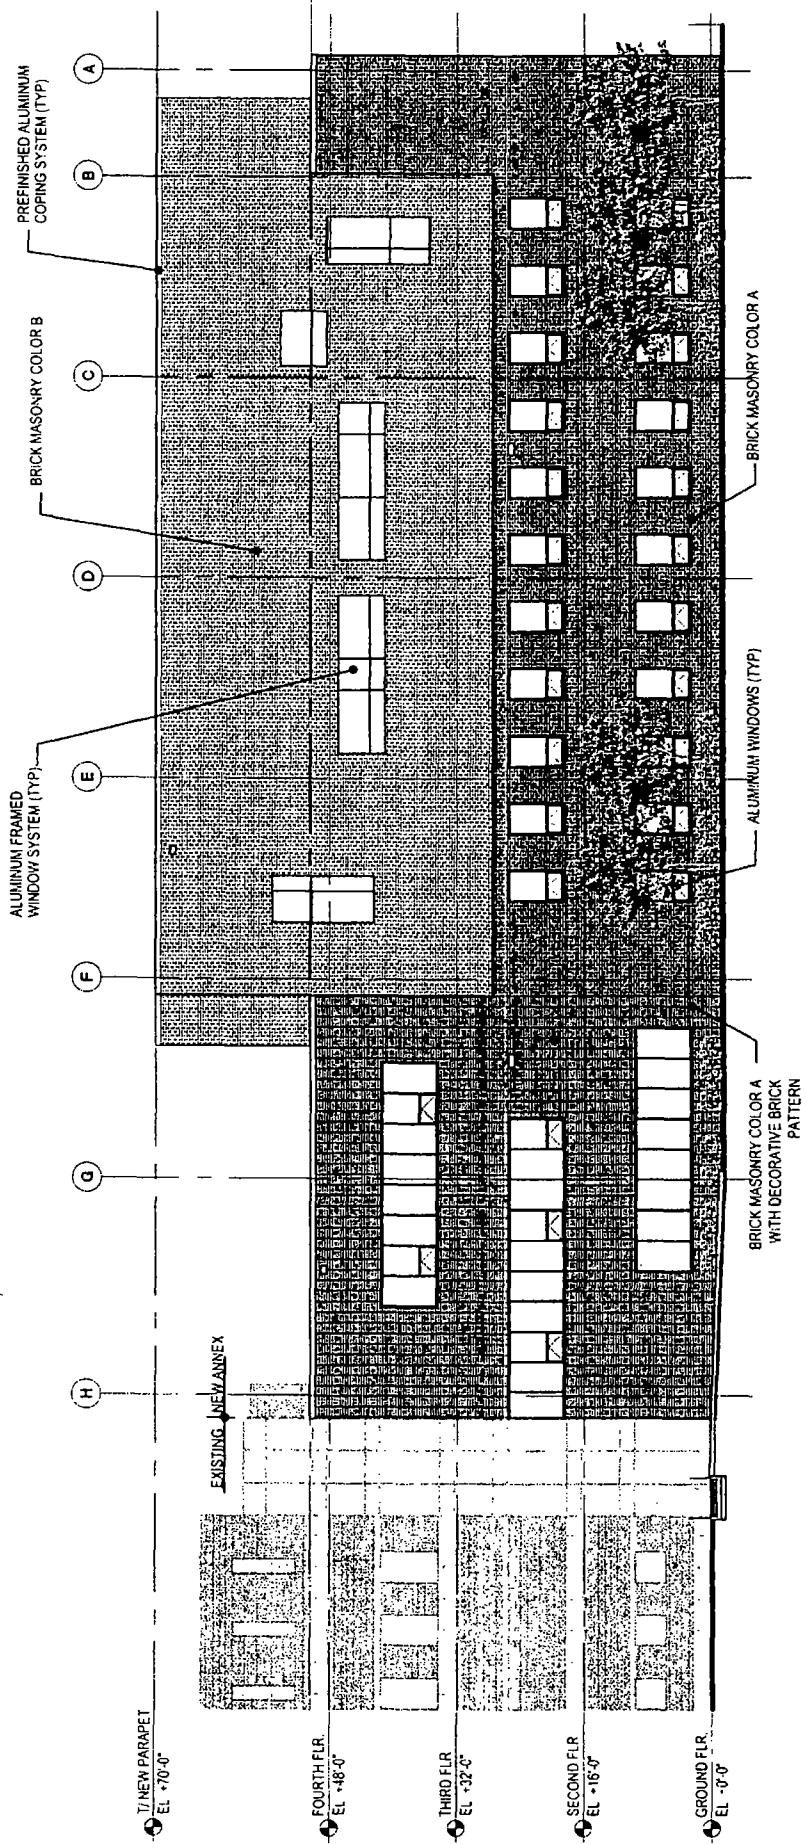 PREFINISHED ALUMINUM
COPING SYSTEM (TYP)
BRICK MASONRY COLOR B
ALUMINUM FRAMED
WINDOW SYSTEM (TYP)
A
B
C
D
E
F
G
H
EXISTING
NEW ANNEX
BRICK MASONRY COLOR A
ALUMINUM WINDOWS (TYP)
BRICK MASONRY COLOR A
WITH DECORATIVE BRICK
PATTERN
T/ NEW PARAPET
EL +70'-0"
FOURTH FLR
EL +48'-0"
THIRD FLR
EL +32'-0"
SECOND FLR
EL +16'-0"
GROUND FLR
EL -0'-0"